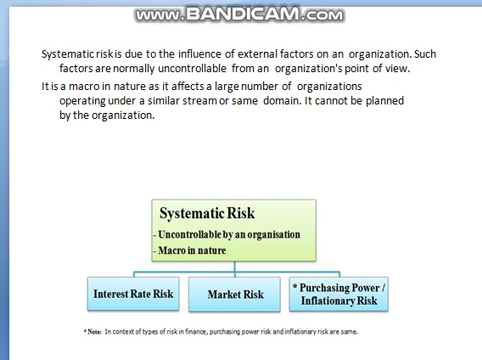 www.BANDICAM.com
Systematic risk is due to the influence of external factors on an organization. Such
factors are normally uncontrollable from an organization's point of view.
It is a macro in nature as it affects a large number of organizations
operating under a similar stream or same domain. It cannot be planned
by the organization.
Systematic Risk
- Uncontrollable by an organisation
- Macro in nature
Interest Rate Risk
Market Risk
* Purchasing Power /
Inflationary Risk
* Note: In context of types of risk in finance, purchasing power risk and inflationary risk are same.